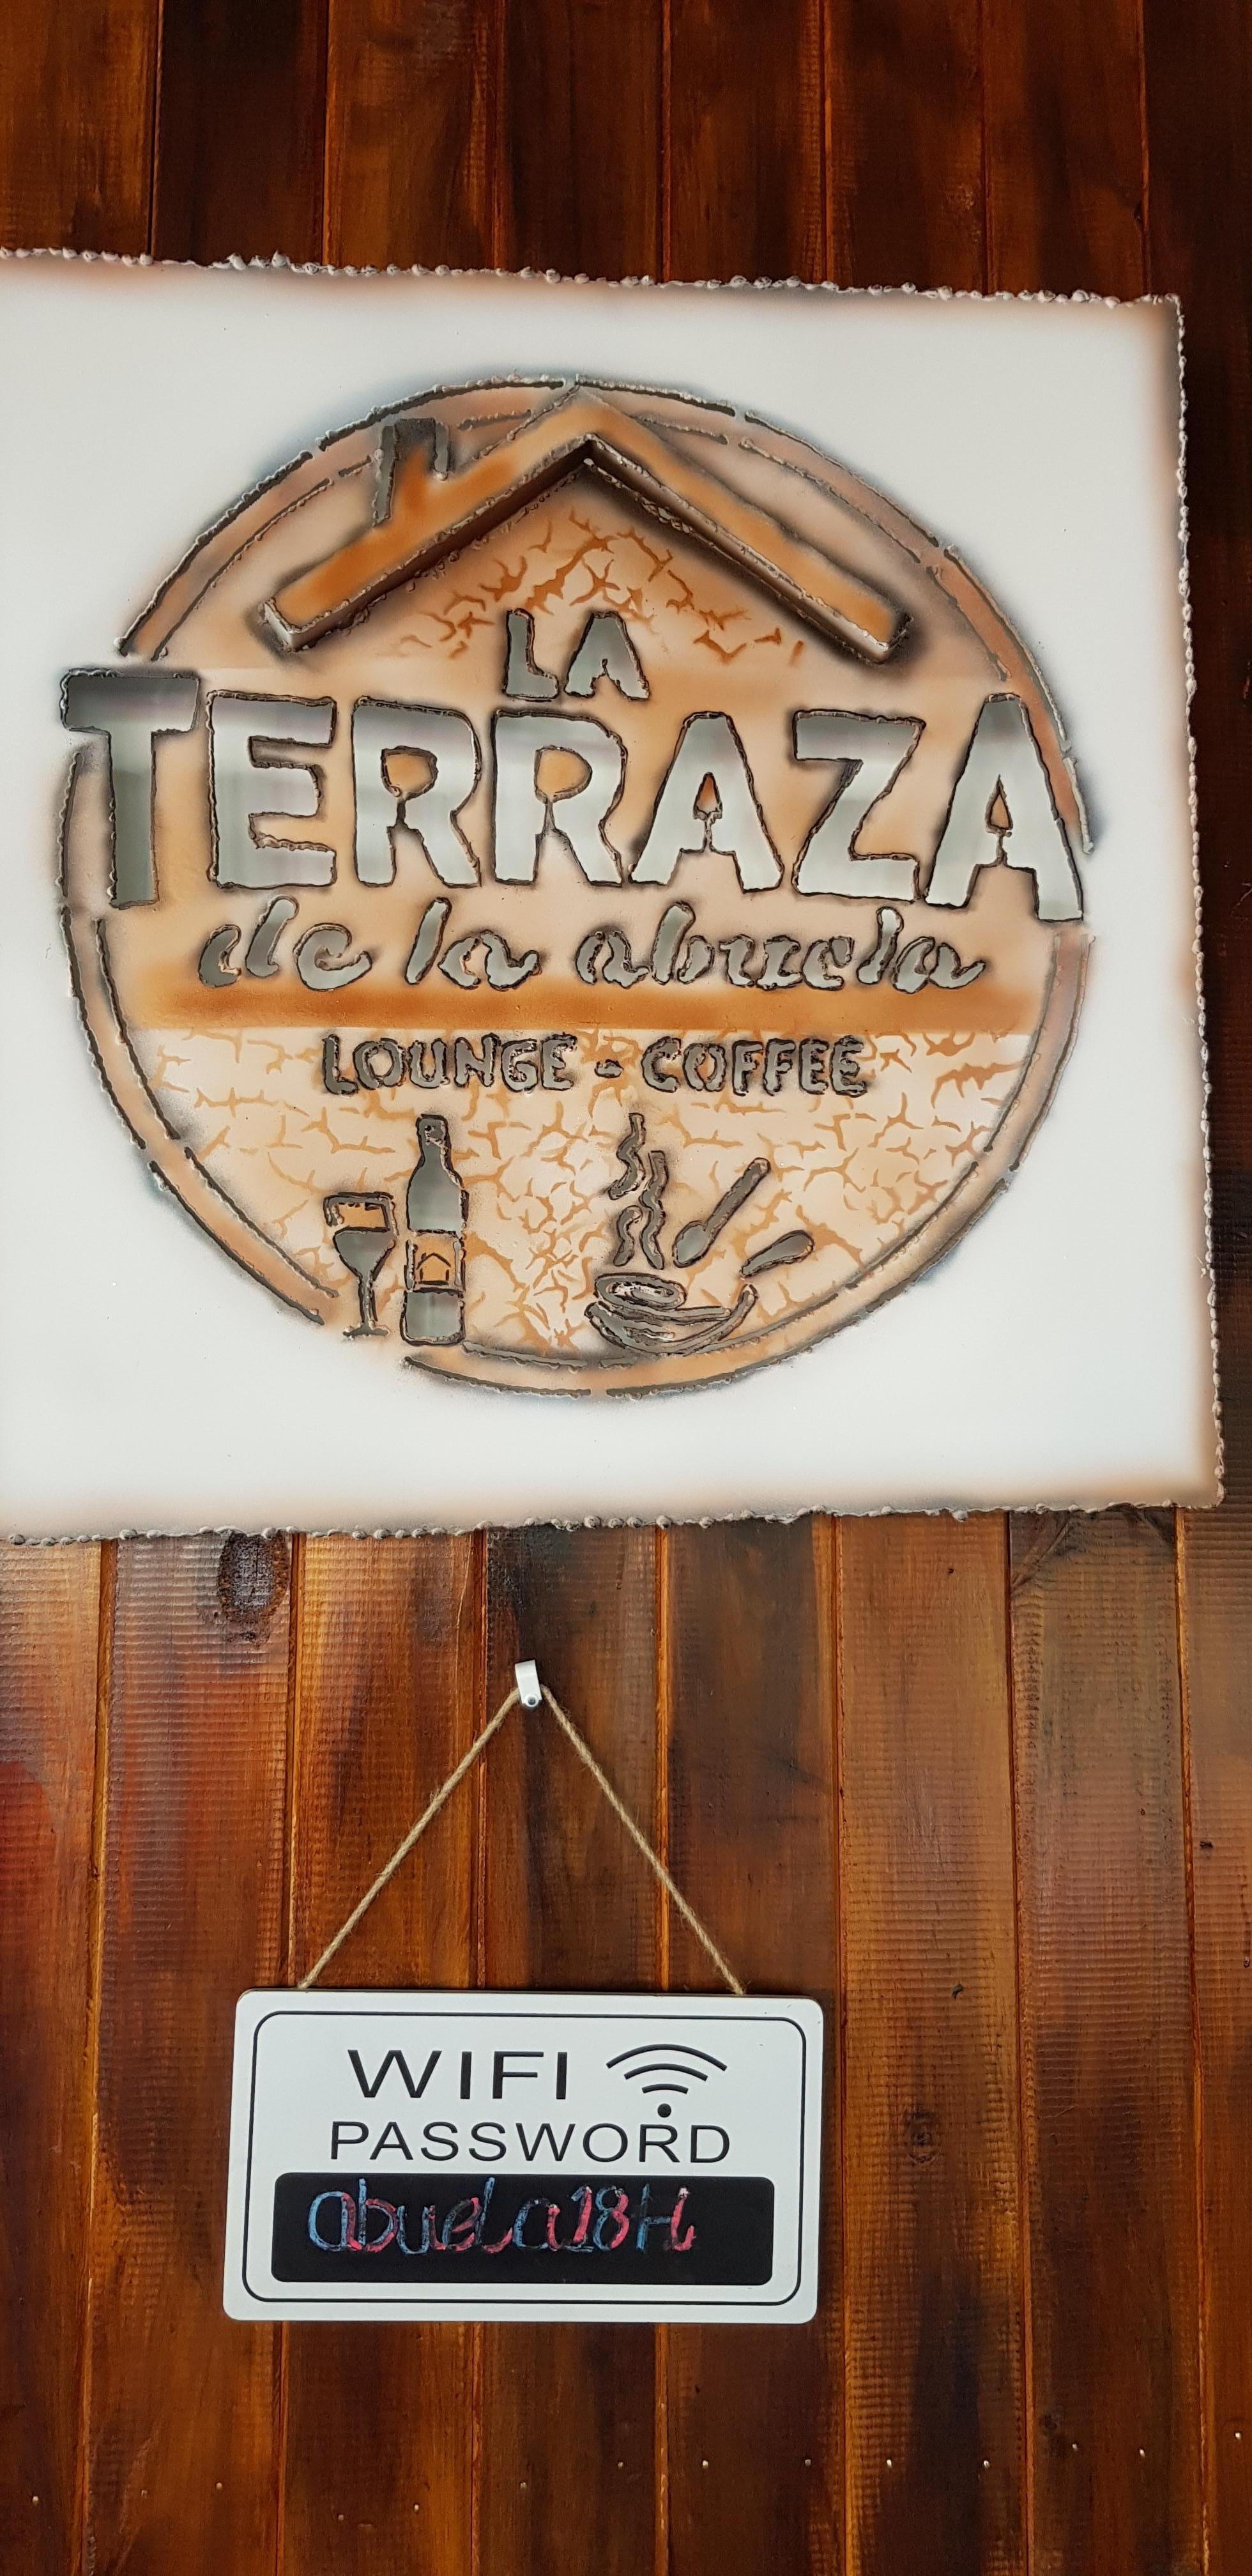 LA
TERRAZA
de la abuela
LOUNGE - COFFEE
WIFI
PASSWORD
abuela18H